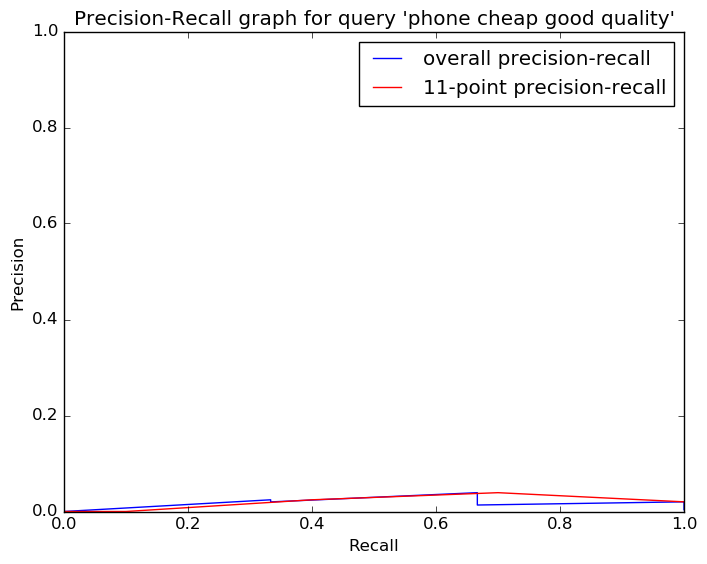 Precision-Recall graph for query 'phone cheap good quality'
overall precision-recall
11-point precision-recall
1.0
0.8
0.6
0.4
0.2
0.0
Precision
0.0 0.2 0.4 0.6 0.8 1.0
Recall